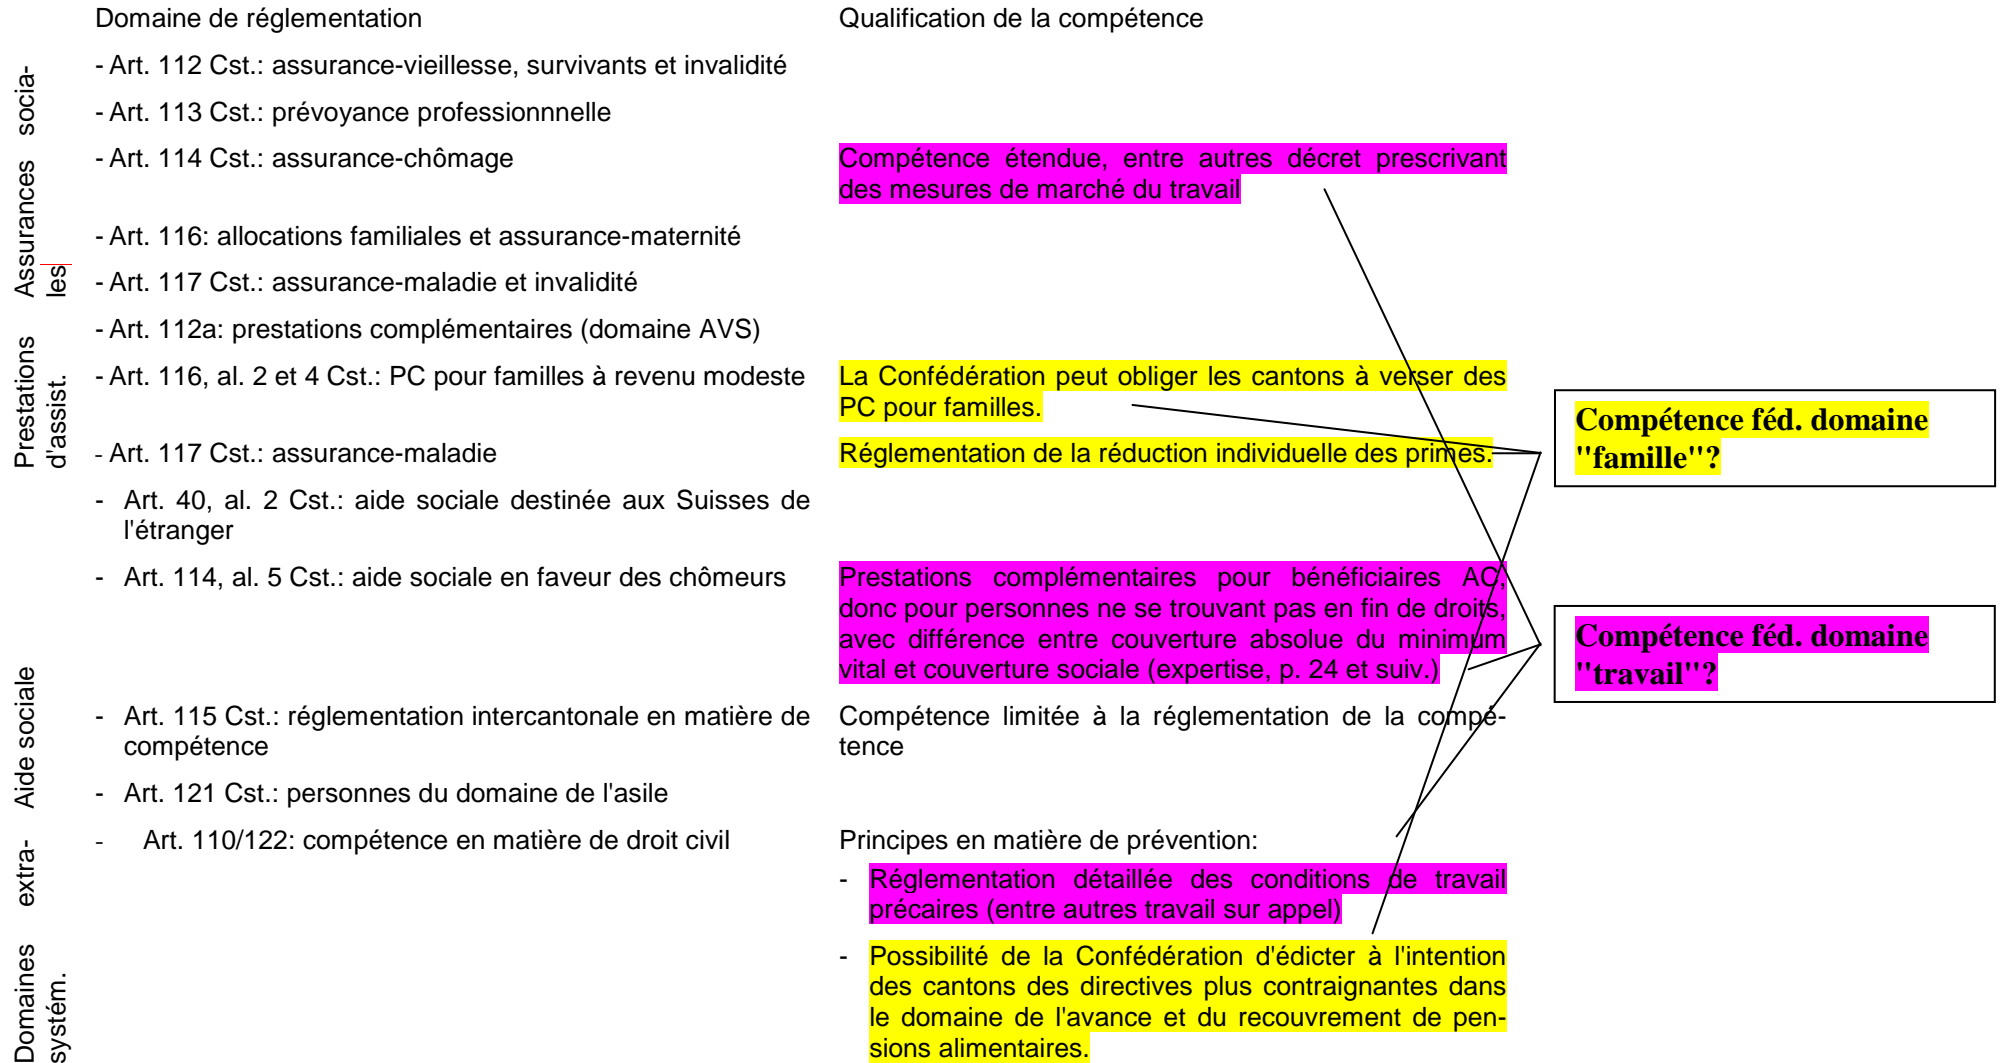 Domaine de réglementation
Qualification de la compétence
Assurances socia-
les
- Art. 112 Cst.: assurance-vieillesse, survivants et invalidité
- Art. 113 Cst.: prévoyance professionnnelle
- Art. 114 Cst.: assurance-chômage
Compétence étendue, entre autres décret prescrivant
des mesures de marché du travail
- Art. 116: allocations familiales et assurance-maternité
- Art. 117 Cst.: assurance-maladie et invalidité
Prestations
d'assist.
- Art. 112a: prestations complémentaires (domaine AVS)
- Art. 116, al. 2 et 4 Cst.: PC pour familles à revenu modeste
La Confédération peut obliger les cantons à verser des
PC pour familles.
- Art. 117 Cst.: assurance-maladie
Réglementation de la réduction individuelle des primes.
Compétence féd. domaine
"famille"?
Aide sociale
- Art. 40, al. 2 Cst.: aide sociale destinée aux Suisses de
l'étranger
- Art. 114, al. 5 Cst.: aide sociale en faveur des chômeurs
Prestations complémentaires pour bénéficiaires AC,
donc pour personnes ne se trouvant pas en fin de droits,
avec différence entre couverture absolue du minimum
vital et couverture sociale (expertise, p. 24 et suiv.)
Compétence féd. domaine
"travail"?
- Art. 115 Cst.: réglementation intercantonale en matière de
compétence
Compétence limitée à la réglementation de la compé-
tence
- Art. 121 Cst.: personnes du domaine de l'asile
Domaines extra-
systém.
- Art. 110/122: compétence en matière de droit civil
Principes en matière de prévention:
- Réglementation détaillée des conditions de travail
précaires (entre autres travail sur appel)
- Possibilité de la Confédération d'édicter à l'intention
des cantons des directives plus contraignantes dans
le domaine de l'avance et du recouvrement de pen-
sions alimentaires.